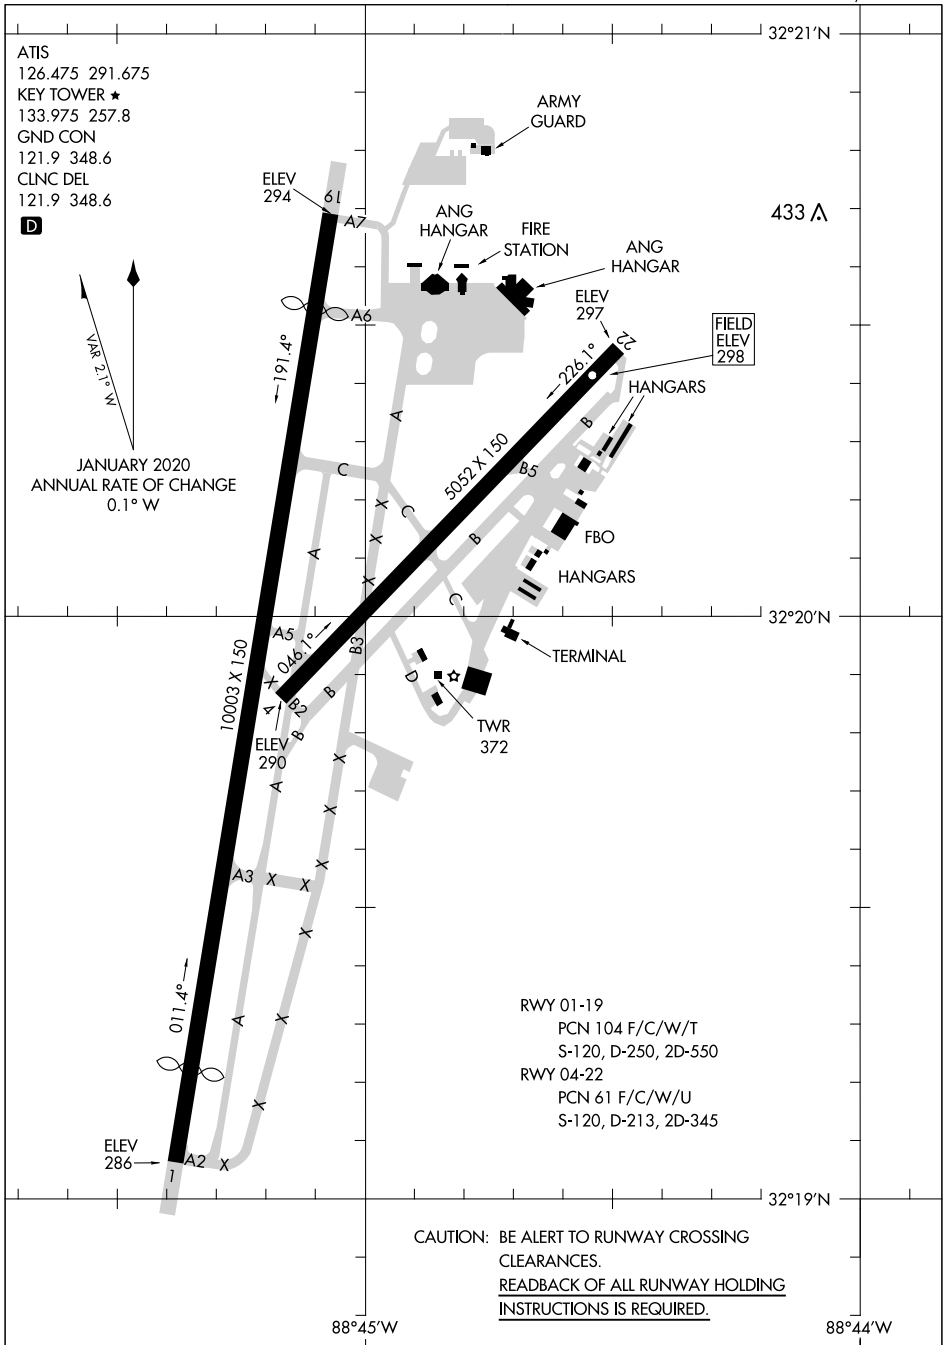 32°21'N
ATIS
126.475 291.675
KEY TOWER ★
133.975 257.8
GND CON
121.9 348.6
CLNC DEL
121.9 348.6
D
ARMY
GUARD
ELEV
294
19
A7
ANG
HANGAR
FIRE
STATION
ANG
HANGAR
433
A6
ELEV
297
22
FIELD
ELEV
298
VAR 2.1° W
191.4°
226.1°
HANGARS
A
B
JANUARY 2020
ANNUAL RATE OF CHANGE
0.1° W
5052 X 150
C
B5
X
C
X
B
FBO
A
X
HANGARS
C
32°20'N
A5
046.1°
B3
TERMINAL
10003 X 150
X
D
B
4
B2
B
TWR
372
ELEV
290
X
A
X
X
A3
X
X
X
011.4°
A
X
RWY 01-19
PCN 104 F/C/W/T
S-120, D-250, 2D-550
RWY 04-22
PCN 61 F/C/W/U
S-120, D-213, 2D-345
X
ELEV
286
A2
X
1
32°19'N
CAUTION: BE ALERT TO RUNWAY CROSSING
CLEARANCES.
READBACK OF ALL RUNWAY HOLDING
INSTRUCTIONS IS REQUIRED.
88°45'W
88°44'W